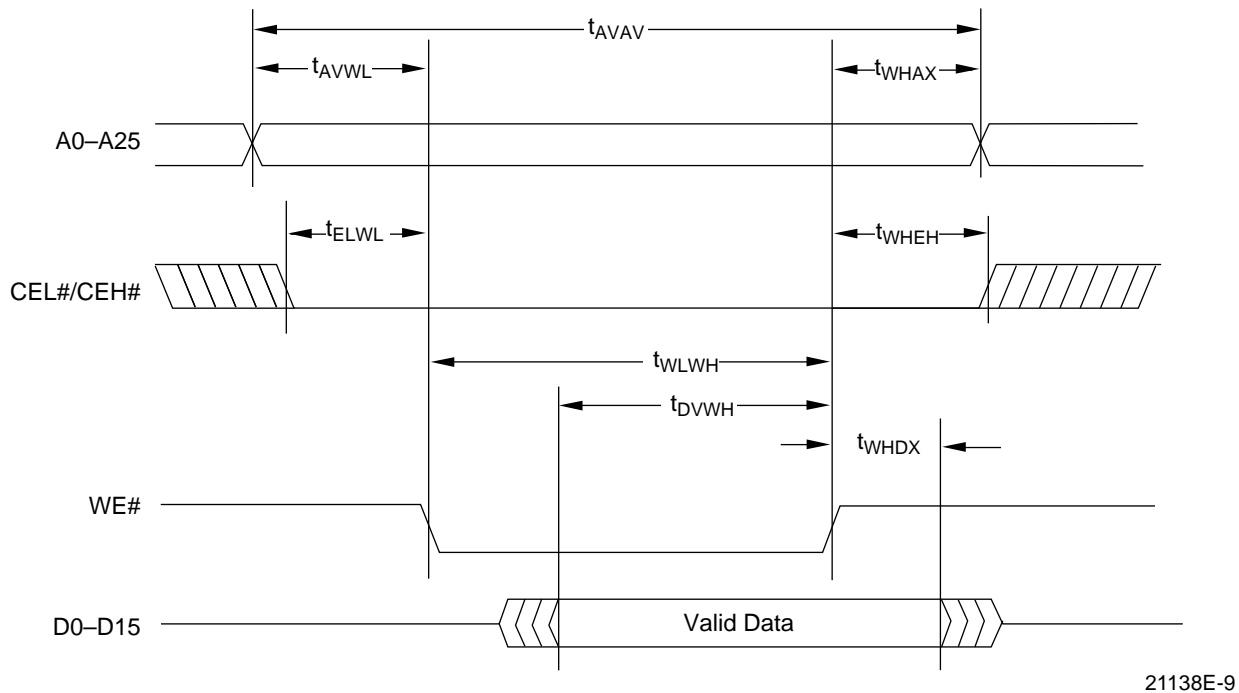 tAVAV
tAVWL
tWHAX
A0–A25
tELWL
tWHEH
CEL#/CEH#
tWLWH
tDVWH
tWHDX
WE#
D0–D15
Valid Data
21138E-9